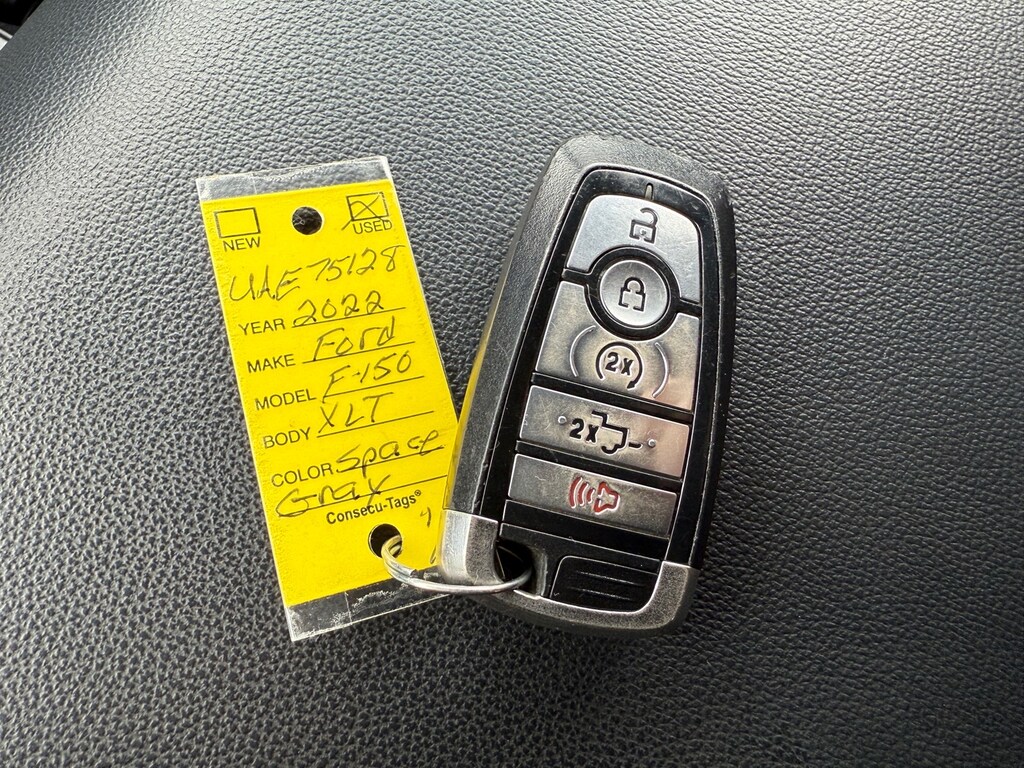 NEW USED
UAE75128
YEAR 2022
MAKE Ford
MODEL F-150
BODY XLT
COLOR Space
Gray
Consecu-Tags®
2x
2x